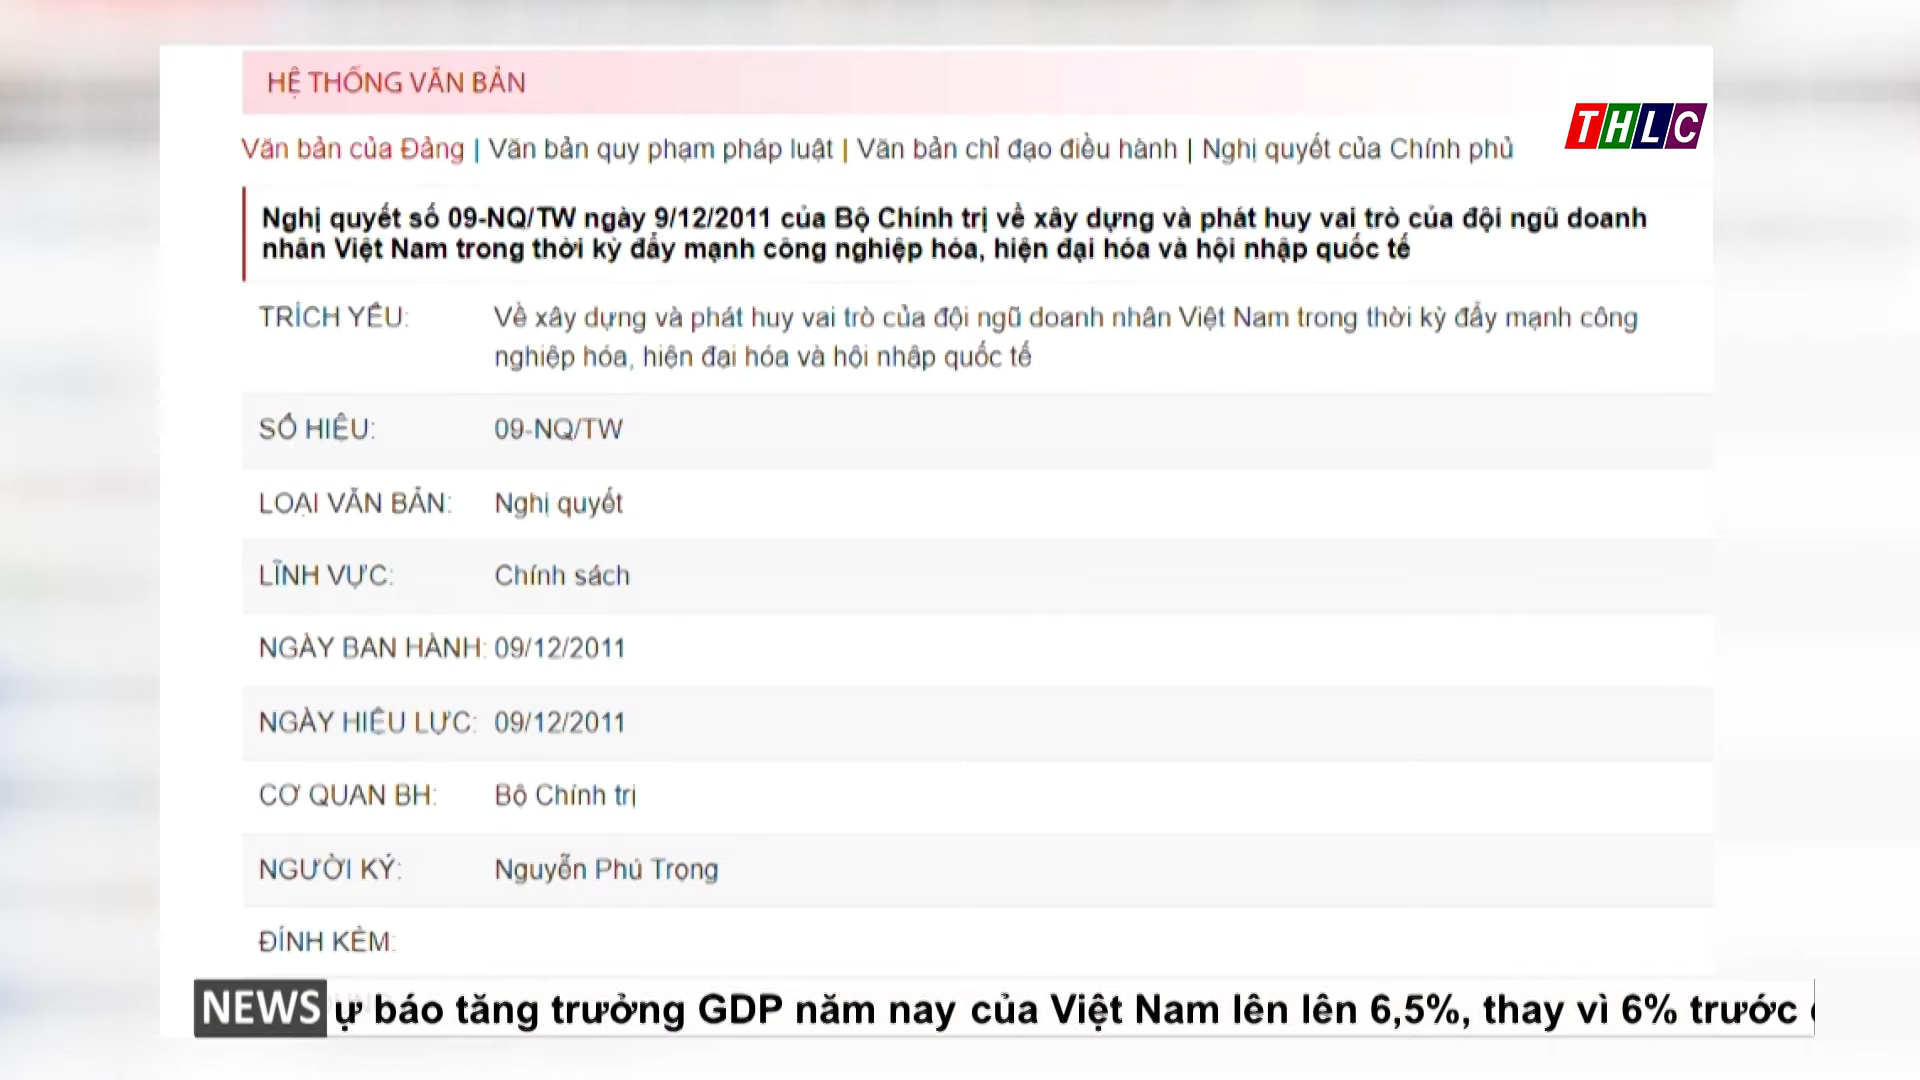 HỆ THỐNG VĂN BẢN
THLC
Văn bản của Đảng | Văn bản quy phạm pháp luật | Văn bản chỉ đạo điều hành | Nghị quyết của Chính phủ
Nghị quyết số 09-NQ/TW ngày 9/12/2011 của Bộ Chính trị về xây dựng và phát huy vai trò của đội ngũ doanh
nhân Việt Nam trong thời kỳ đẩy mạnh công nghiệp hóa, hiện đại hóa và hội nhập quốc tế
TRÍCH YẾU: Về xây dựng và phát huy vai trò của đội ngũ doanh nhân Việt Nam trong thời kỳ đẩy mạnh công
nghiệp hóa, hiện đại hóa và hội nhập quốc tế
SỐ HIỆU: 09-NQ/TW
LOẠI VĂN BẢN: Nghị quyết
LĨNH VỰC: Chính sách
NGÀY BAN HÀNH: 09/12/2011
NGÀY HIỆU LỰC: 09/12/2011
CƠ QUAN BH: Bộ Chính trị
NGƯỜI KÝ: Nguyễn Phú Trọng
ĐÍNH KÈM:
NEWS ự báo tăng trưởng GDP năm nay của Việt Nam lên lên 6,5%, thay vì 6% trước